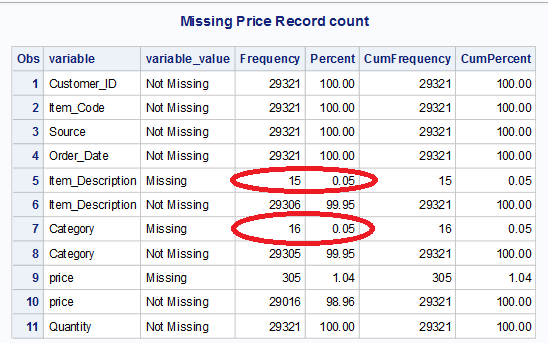 Missing Price Record count
Obs variable variable_value Frequency Percent CumFrequency CumPercent
1 Customer_ID Not Missing 29321 100.00 29321 100.00
2 Item_Code Not Missing 29321 100.00 29321 100.00
3 Source Not Missing 29321 100.00 29321 100.00
4 Order_Date Not Missing 29321 100.00 29321 100.00
5 Item_Description Missing 15 0.05 15 0.05
6 Item_Description Not Missing 29306 99.95 29321 100.00
7 Category Missing 16 0.05 16 0.05
8 Category Not Missing 29305 99.95 29321 100.00
9 price Missing 305 1.04 305 1.04
10 price Not Missing 29016 98.96 29321 100.00
11 Quantity Not Missing 29321 100.00 29321 100.00